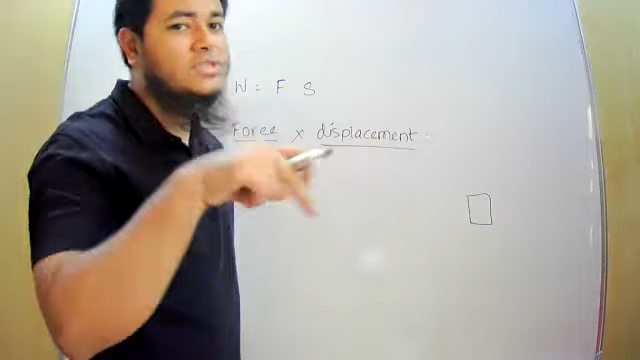 W = F S
Force × displacement